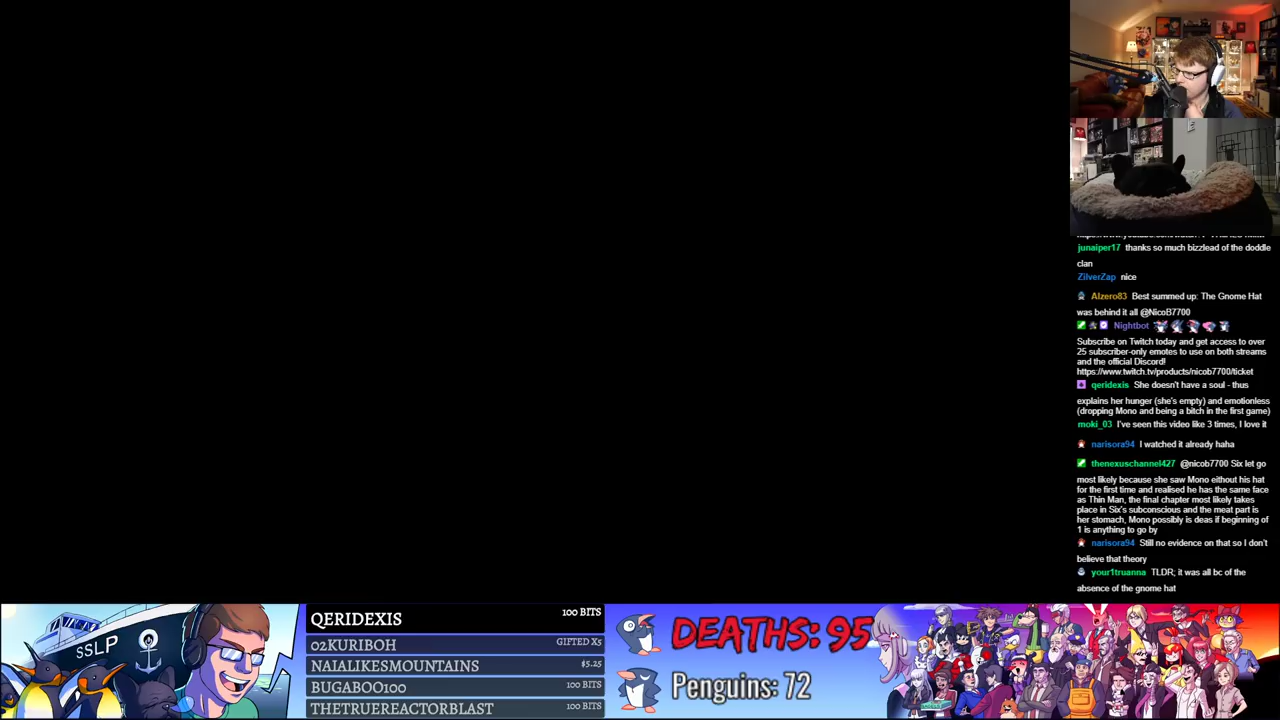 junaiper17 thanks so much bizzlead of the doddle
clan
ZilverZap nice
Alzero83 Best summed up: The Gnome Hat
was behind it all @NicoB7700
Nightbot
Subscribe on Twitch today and get access to over
25 subscriber-only emotes to use on both streams
and the official Discord!
https://www.twitch.tv/products/nicob7700/ticket
qeridexis She doesn't have a soul - thus
explains her hunger (she's empty) and emotionless
(dropping Mono and being a bitch in the first game)
moki_03 I've seen this video like 3 times, I love it
narisora94 I watched it already haha
thenexuschannel427 @nicob7700 Six let go
most likely because she saw Mono eithout his hat
for the first time and realised he has the same face
as Thin Man, the final chapter most likely takes
place in Six's subconscious and the meat part is
her stomach, Mono possibly is deas if beginning of
1 is anything to go by
narisora94 Still no evidence on that so I don't
believe that theory
your1truanna TLDR; it was all bc of the
absence of the gnome hat
SSLP
QERIDEXIS 100 BITS
02KURIBOH GIFTED X5
NAIALIKESMOUNTAINS $5.25
BUGABOO100 100 BITS
THETRUEREACTORBLAST 100 BITS
DEATHS: 95
Penguins: 72